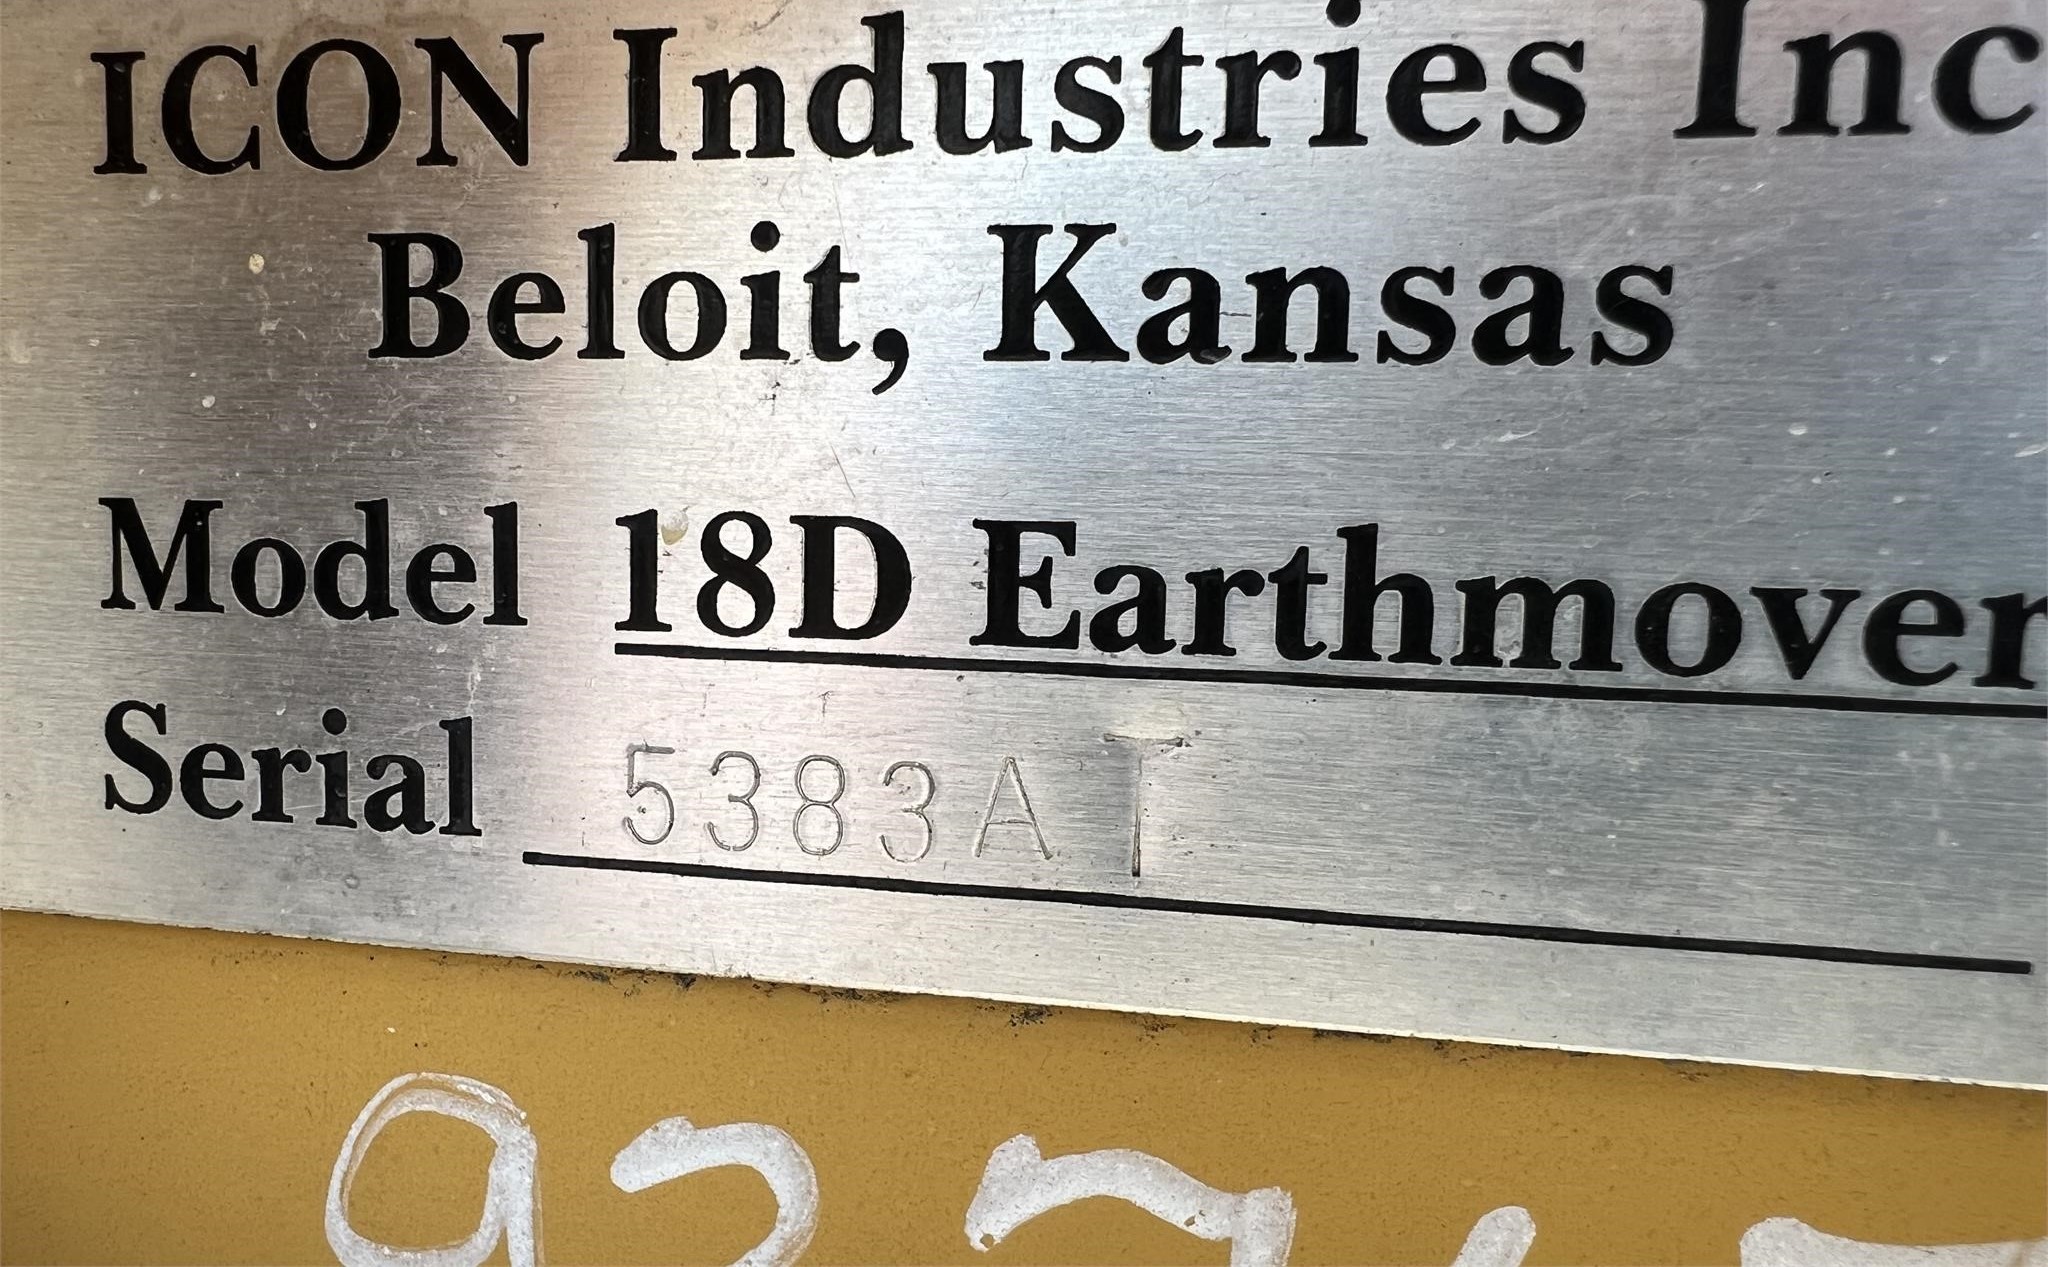 ICON Industries Inc
Beloit, Kansas
Model 18D Earthmover
Serial 5383AT